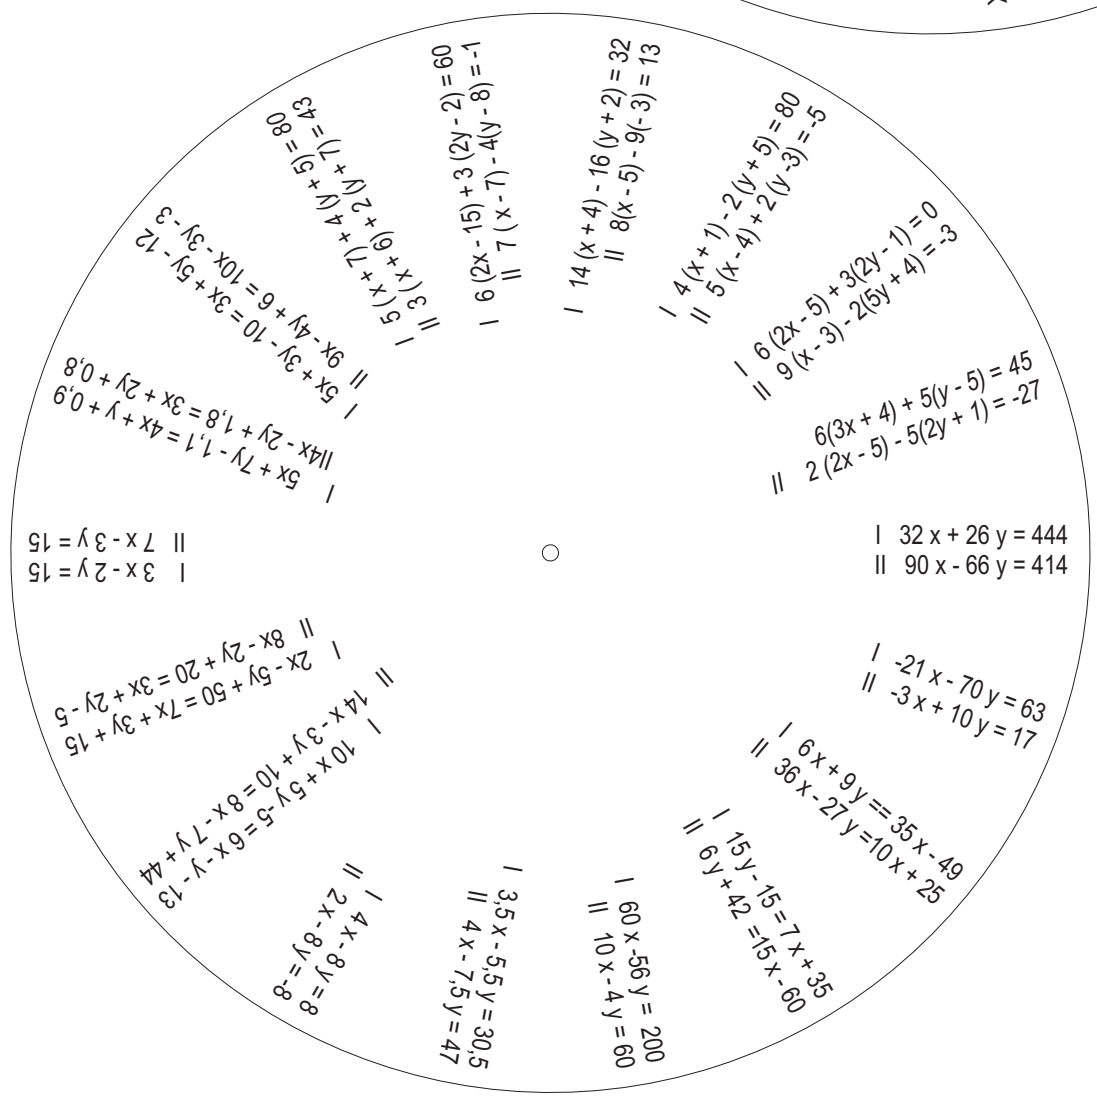 I 32 x + 26 y = 444
II 90 x - 66 y = 414
I -21 x - 70 y = 63
II -3 x + 10 y = 17
I 6 x + 9 y == 35 x - 49
II 36 x - 27 y =10 x + 25
I 15 y - 15 = 7 x + 35
II 6 y + 42 =15 x - 60
I 60 x -56 y = 200
II 10 x - 4 y = 60
I 3,5 x - 5,5 y = 30,5
II 4 x - 7,5 y = 47
I 4 x - 8 y = 8
II 2 x - 8 y = -8
I 10 x + 5 y -5 = 6 x - y - 13
II 14 x - 3 y + 10 = 8 x - 7 y + 44
I 2x - 5y + 50 = 7x + 3y + 15
II 8x - 2y + 20 = 3x + 2y - 5
I 3 x - 2 y = 15
II 7 x - 3 y = 15
I 5x + 7y - 1,1 = 4x + y + 0,9
II4x - 2y + 1,8 = 3x + 2y + 0,8
I 5x + 3y - 10 = 3x + 5y - 12
II 9x - 4y + 6 = 10x - 3y - 3
I 5 (x + 7) + 4 (y + 5) = 80
II 3 (x + 6) + 2 (y + 7) = 43
I 6 (2x - 15) + 3 (2y - 2) = 60
II 7 ( x - 7) - 4(y - 8) = -1
I 14 (x + 4) - 16 (y + 2) = 32
II 8(x - 5) - 9(- 3) = 13
I 4 (x + 1) - 2 (y + 5) = 80
II 5 (x - 4) + 2 (y -3) = -5
I 6 (2x - 5) + 3(2y - 1) = 0
II 9 (x - 3) - 2(5y + 4) = -3
6(3x + 4) + 5(y - 5) = 45
II 2 (2x - 5) - 5(2y + 1) = -27